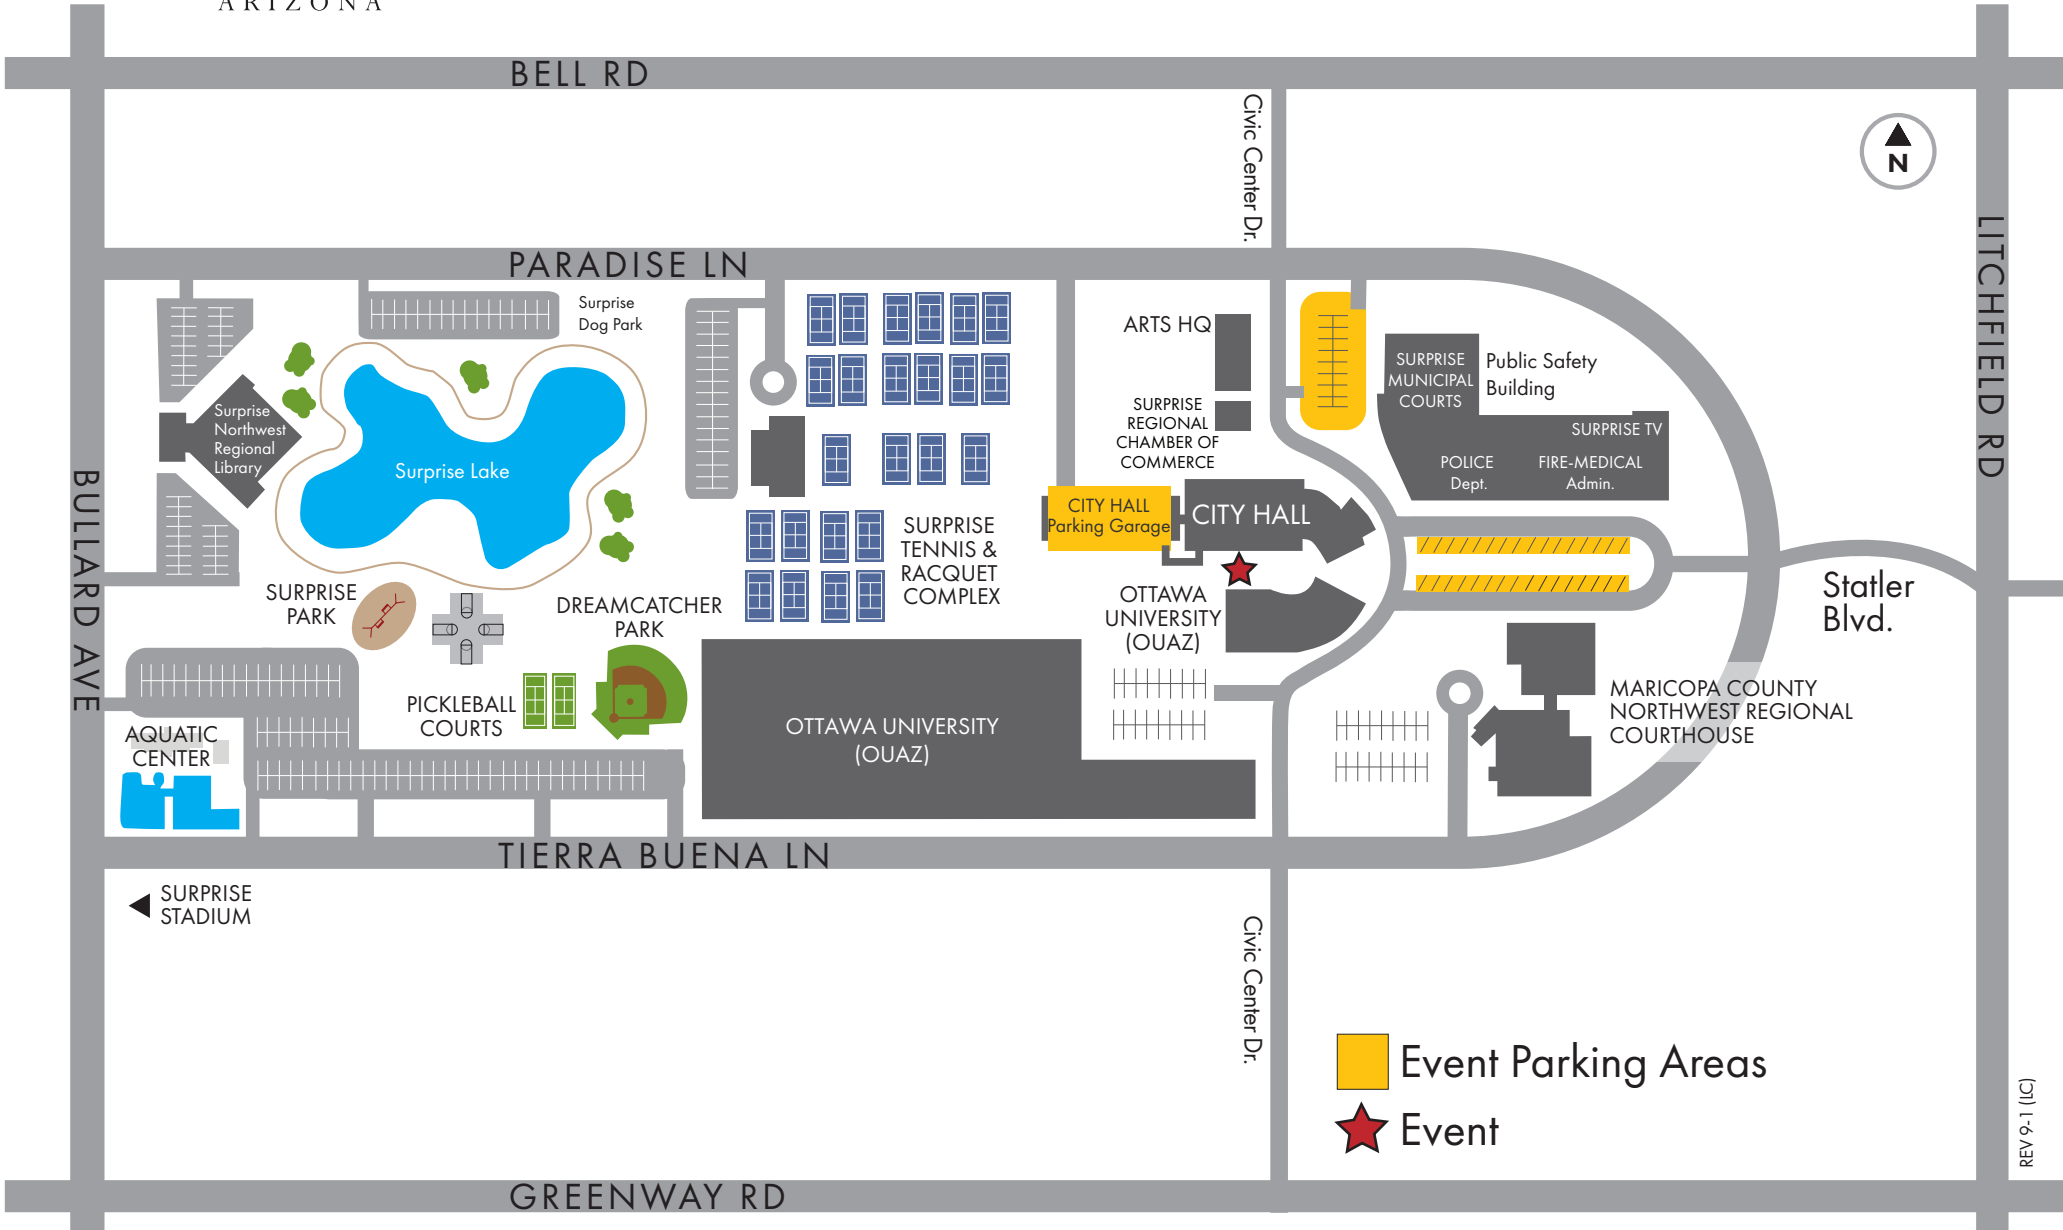 ARIZONA
BELL RD
Civic Center Dr.
N
LITCHFIELD RD
PARADISE LN
Surprise
Dog Park
ARTS HQ
SURPRISE
REGIONAL
CHAMBER OF
COMMERCE
SURPRISE
MUNICIPAL
COURTS
Public Safety
Building
SURPRISE TV
POLICE
Dept.
FIRE-MEDICAL
Admin.
Surprise
Northwest
Regional
Library
Surprise Lake
BULLARD AVE
CITY HALL
Parking Garage
CITY HALL
SURPRISE
TENNIS &
RACQUET
COMPLEX
SURPRISE
PARK
DREAMCATCHER
PARK
OTTAWA
UNIVERSITY
(OUAZ)
Statler
Blvd.
PICKLEBALL
COURTS
OTTAWA UNIVERSITY
(OUAZ)
MARICOPA COUNTY
NORTHWEST REGIONAL
COURTHOUSE
AQUATIC
CENTER
TIERRA BUENA LN
SURPRISE
STADIUM
Civic Center Dr.
Event Parking Areas
Event
REV 9-1 (LC)
GREENWAY RD